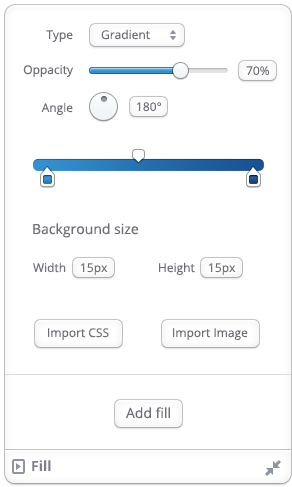 Type Gradient
Oppacity 70%
Angle 180°
Background size
Width 15px Height 15px
Import CSS Import Image
Add fill
Fill